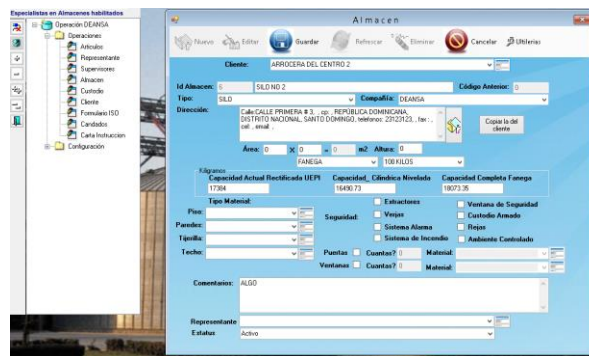 Especialistas en Almacenes habilitados
Operación DEANSA
Operaciones
Articulos
Representante
Supervisores
Almacen
Custodio
Cliente
Formulario ISO
Candados
Carta Instruccion
Configuración
Almacen
Nuevo Editar Guardar Refrescar Eliminar Cancelar Utilerias
Cliente: ARROCERA DEL CENTRO 2
Id Almacen: 6 SILO NO 2 Código Anterior: 0
Tipo: SILO Compañia: DEANSA
Dirección: Calle:CALLE PRIMERA # 3, , cp: , REPÚBLICA DOMINICANA,
DISTRITO NACIONAL, SANTO DOMINGO, telefonos: 23123123, , fax : ,
cel: , email: ,
Copiar la del
cliente
Área: 0 X 0 = 0 m2 Altura: 0
FANEGA 100 KILOS
Kilogramos
Capacidad Actual Rectificada UEPI Capacidad_ Cilindrica Nivelada Capacidad Completa Fanega
17384 16490.73 18073.35
Tipo Material:
Piso:
Paredes:
Tijerilla:
Techo:
Seguridad:
Extractores Ventana de Seguridad
Verjas Custodio Armado
Sistema Alarma Rejas
Sistema de Incendio Ambiente Controlado
Puertas Cuantas? 0 Material:
Ventanas Cuantas? 0 Material:
Comentarios: ALGO
Representante
Estatus Activo